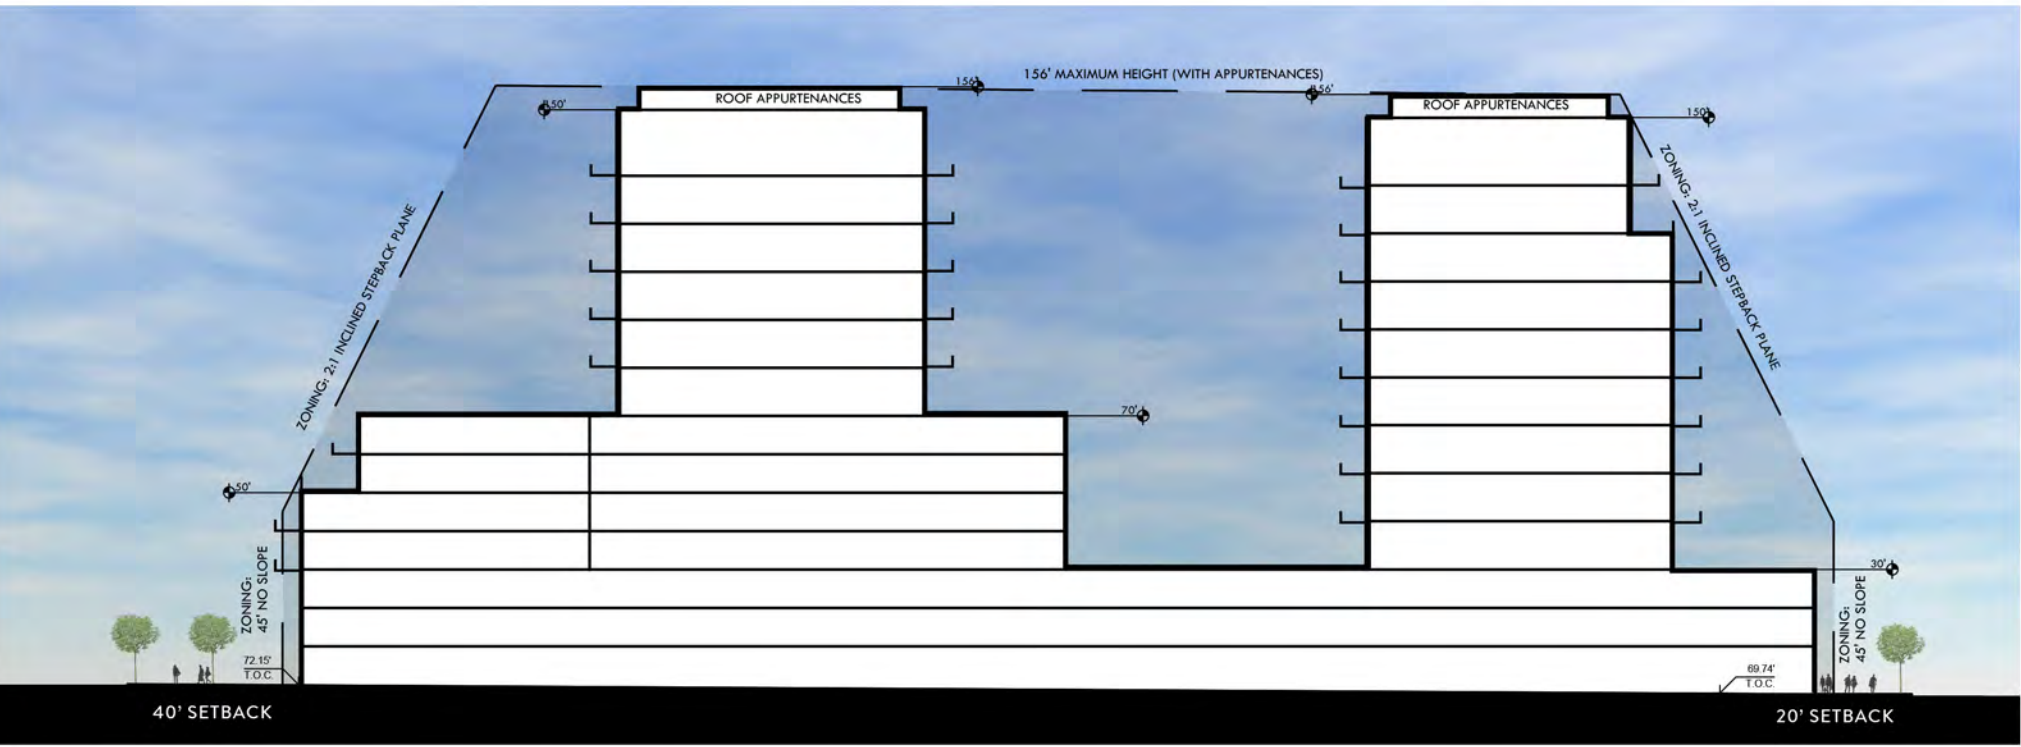 156' MAXIMUM HEIGHT (WITH APPURTENANCES)
156'
156'
ROOF APPURTENANCES
ROOF APPURTENANCES
150'
150'
ZONING: 2:1 INCLINED STEPBACK PLANE
ZONING: 2:1 INCLINED STEPBACK PLANE
70'
50'
30'
ZONING:
45' NO SLOPE
ZONING:
45' NO SLOPE
72.15'
T.O.C.
69.74'
T.O.C.
40' SETBACK
20' SETBACK